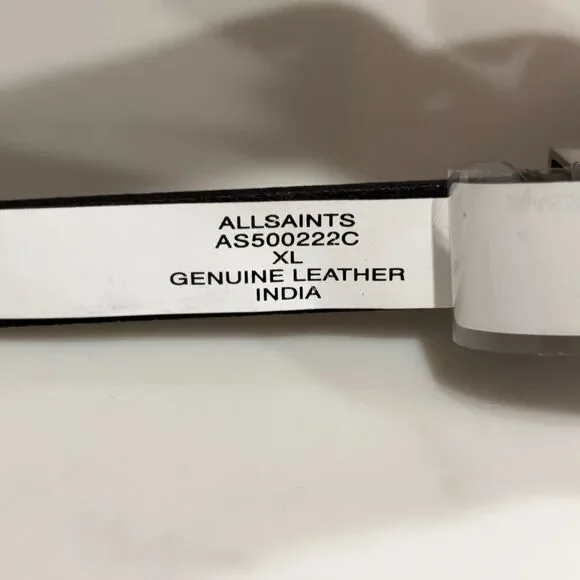 ALLSAINTS
AS500222C
XL
GENUINE LEATHER
INDIA